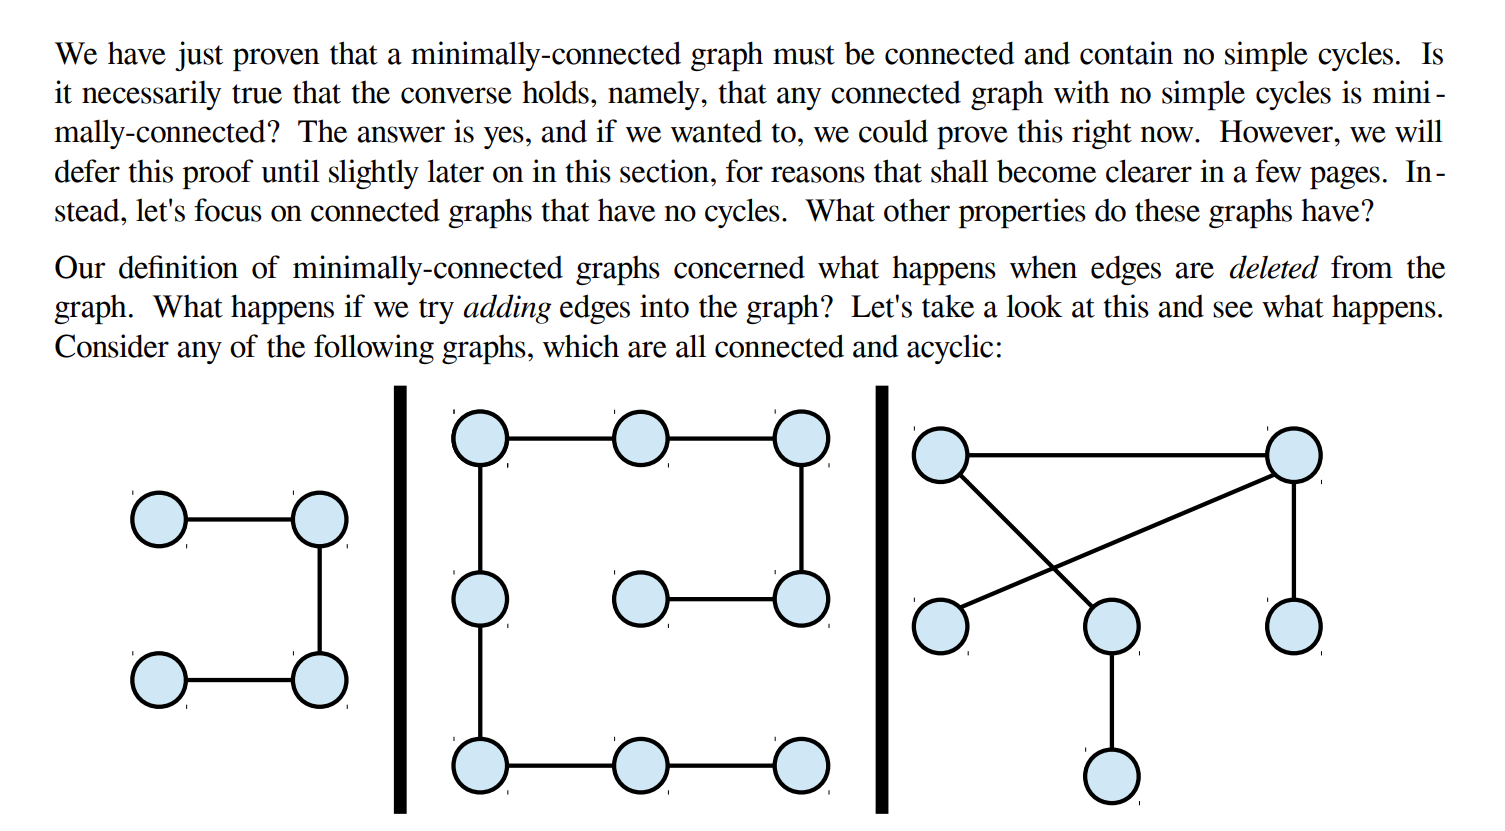 We have just proven that a minimally-connected graph must be connected and contain no simple cycles. Is
it necessarily true that the converse holds, namely, that any connected graph with no simple cycles is mini-
mally-connected? The answer is yes, and if we wanted to, we could prove this right now. However, we will
defer this proof until slightly later on in this section, for reasons that shall become clearer in a few pages. In-
stead, let's focus on connected graphs that have no cycles. What other properties do these graphs have?
Our definition of minimally-connected graphs concerned what happens when edges are deleted from the
graph. What happens if we try adding edges into the graph? Let's take a look at this and see what happens.
Consider any of the following graphs, which are all connected and acyclic: